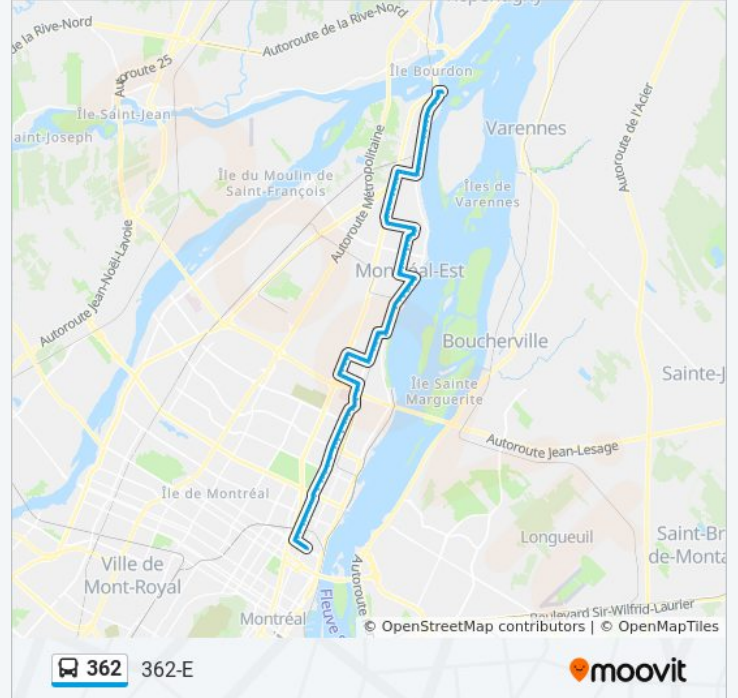 Autoroute de la Rive-Nord
de la Rive-Nord
Autoroute 25
Île Bourdon
Île-Saint-Jean
aint-Joseph
Varennes
Autoroute de l'Acier
Île du Moulin de
Saint-François
Autoroute Métropolitaine
Îles de
Varennes
Autoroute Jean-Noël-Lavoie
Montréal-Est
Boucherville
Sainte-J
Île Sainte
Marguerite
Autoroute Jean-Lesage
Île de Montréal
Longueuil
Saint-Br
de-Monta
Ville de
Mont-Royal
Autoroute
Fleuve S
Montréal
Boulevard Sir-Wilfrid-Laurier
© OpenStreetMap contributors | © OpenMapTiles
362 362-E
moovit